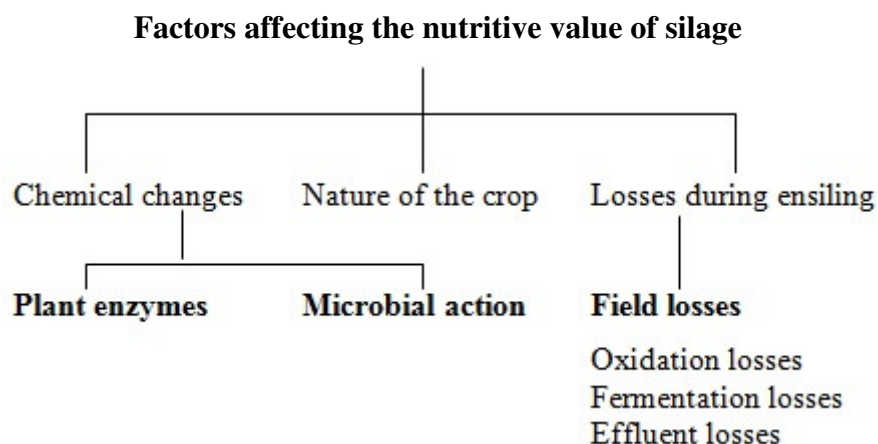 Factors affecting the nutritive value of silage
Chemical changes Nature of the crop Losses during ensiling
Plant enzymes Microbial action Field losses
Oxidation losses
Fermentation losses
Effluent losses